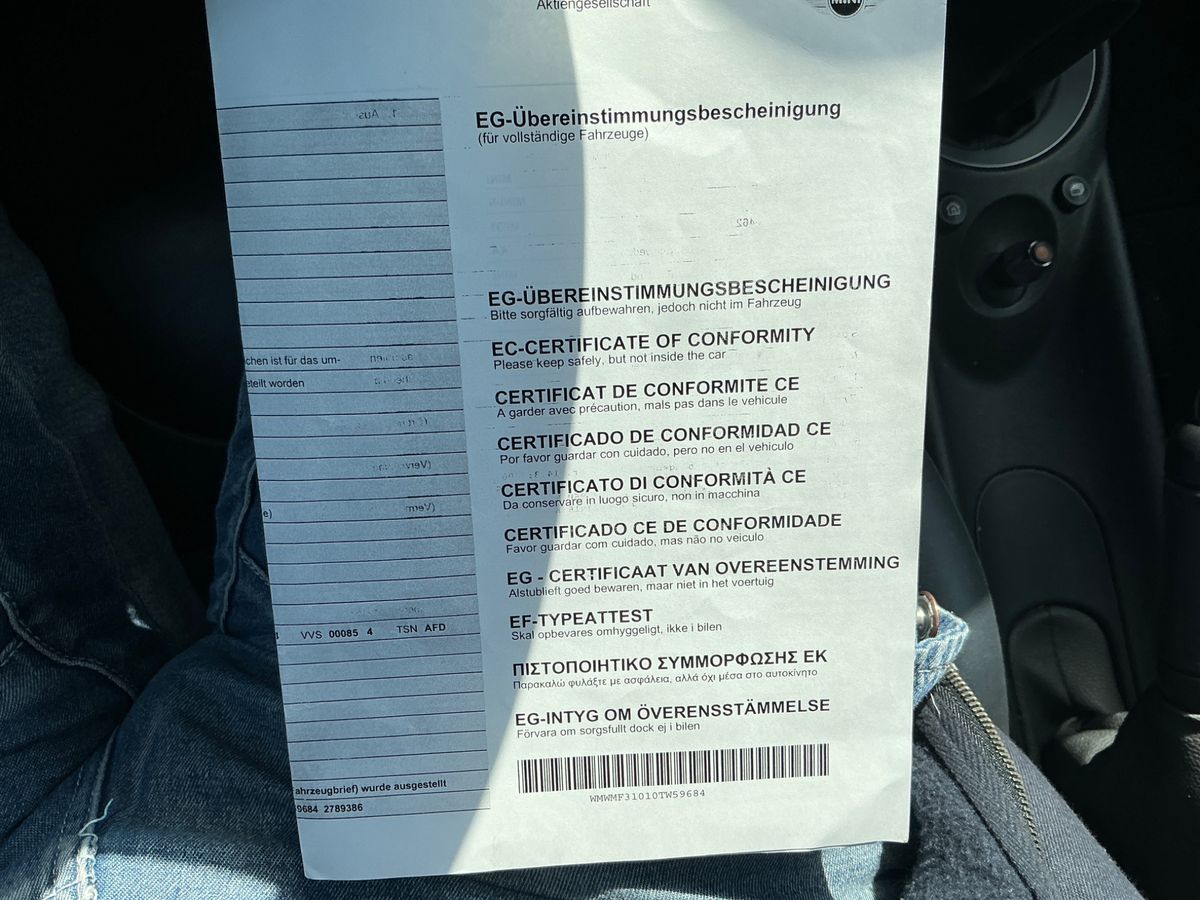 Aktiengesellschaft
MINI
EG-Übereinstimmungsbescheinigung
(für vollständige Fahrzeuge)
EG-ÜBEREINSTIMMUNGSBESCHEINIGUNG
Bitte sorgfältig aufbewahren, jedoch nicht im Fahrzeug
EC-CERTIFICATE OF CONFORMITY
Please keep safely, but not inside the car
CERTIFICAT DE CONFORMITE CE
A garder avec précaution, mais pas dans le vehicule
CERTIFICADO DE CONFORMIDAD CE
Por favor guardar con cuidado, pero no en el vehiculo
CERTIFICATO DI CONFORMITÀ CE
Da conservare in luogo sicuro, non in macchina
CERTIFICADO CE DE CONFORMIDADE
Favor guardar com cuidado, mas não no veiculo
EG - CERTIFICAAT VAN OVEREENSTEMMING
Alstublieft goed bewaren, maar niet in het voertuig
EF-TYPEATTEST
Skal opbevares omhyggeligt, ikke i bilen
ΠΙΣΤΟΠΟΙΗΤΙΚΟ ΣΥΜΜΟΡΦΩΣΗΣ ΕΚ
Παρακαλώ φυλάξτε με ασφάλεια, αλλά όχι μέσα στο αυτοκίνητο
EG-INTYG OM ÖVERENSSTÄMMELSE
Förvara om sorgsfullt dock ej i bilen
WMWMF31010TW59684
chen ist für das um-
eteilt worden
e)
VVS 00085 4 TSN AFD
ahrzeugbrief) wurde ausgestellt
9684 2789386